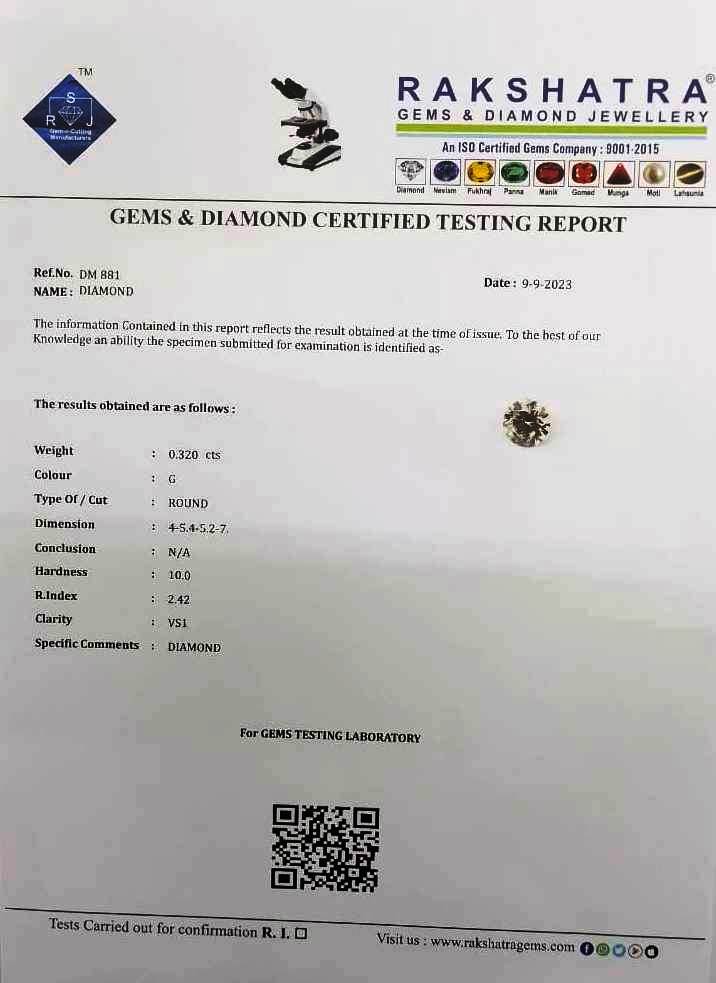 TM
S
R J
Gem-Cutting
Manufacturers
RAKSHATRA®
GEMS & DIAMOND JEWELLERY
An ISO Certified Gems Company : 9001-2015
Diamond Neelam Pukhraj Panna Manik Gomed Munga Moti Lahsunia
GEMS & DIAMOND CERTIFIED TESTING REPORT
Ref.No. DM 881
Date : 9-9-2023
NAME : DIAMOND
The information Contained in this report reflects the result obtained at the time of issue. To the best of our
Knowledge an ability the specimen submitted for examination is identified as-
The results obtained are as follows :
Weight : 0.320 cts
Colour : G
Type Of / Cut : ROUND
Dimension : 4-5.4-5.2-7.
Conclusion : N/A
Hardness : 10.0
R.Index : 2.42
Clarity : VS1
Specific Comments : DIAMOND
For GEMS TESTING LABORATORY
Tests Carried out for confirmation R. I. ☐
Visit us : www.rakshatragems.com